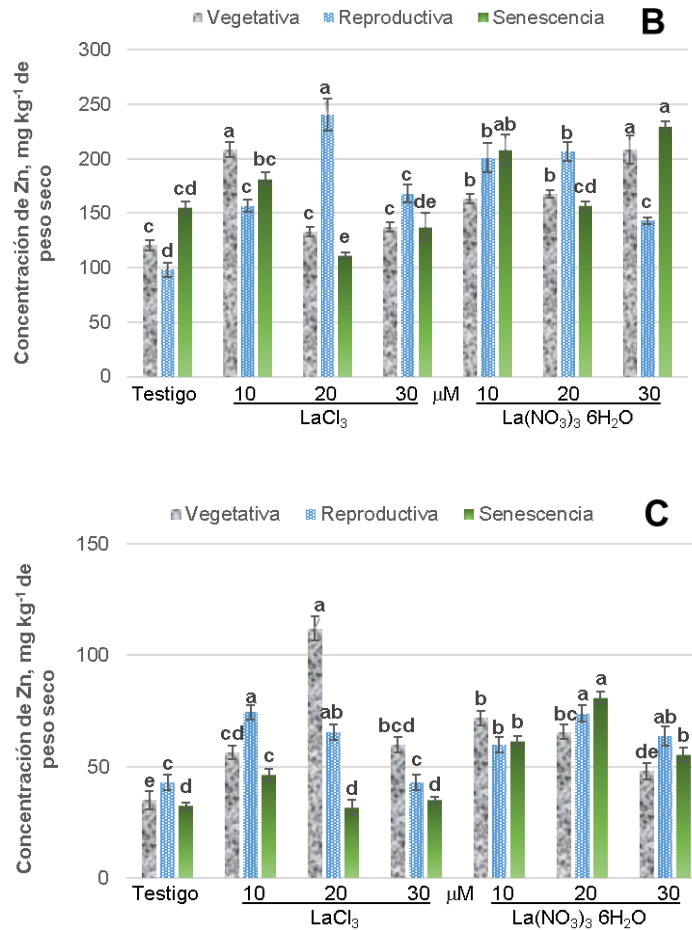 Vegetativa Reproductiva Senescencia B
Concentración de Zn, mg kg⁻¹ de
peso seco
300
250
200
150
100
50
0
c d cd
a c bc
c a e
c c de
b b ab
b b cd
a c a
Testigo 10 20 30 µM 10 20 30
LaCl₃ La(NO₃)₃ 6H₂O
C
Vegetativa Reproductiva Senescencia
Concentración de Zn, mg kg⁻¹ de
peso seco
150
100
50
0
e c d
cd a c
a ab d
bcd c d
b b b
bc a a
de ab b
Testigo 10 20 30 µM 10 20 30
LaCl₃ La(NO₃)₃ 6H₂O